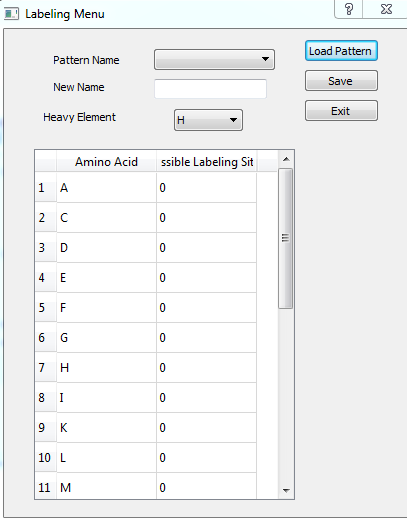 Labeling Menu
Pattern Name
Load Pattern
New Name
Save
Heavy Element
H
Exit
Amino Acid ssible Labeling Sit
1 A 0
2 C 0
3 D 0
4 E 0
5 F 0
6 G 0
7 H 0
8 I 0
9 K 0
10 L 0
11 M 0